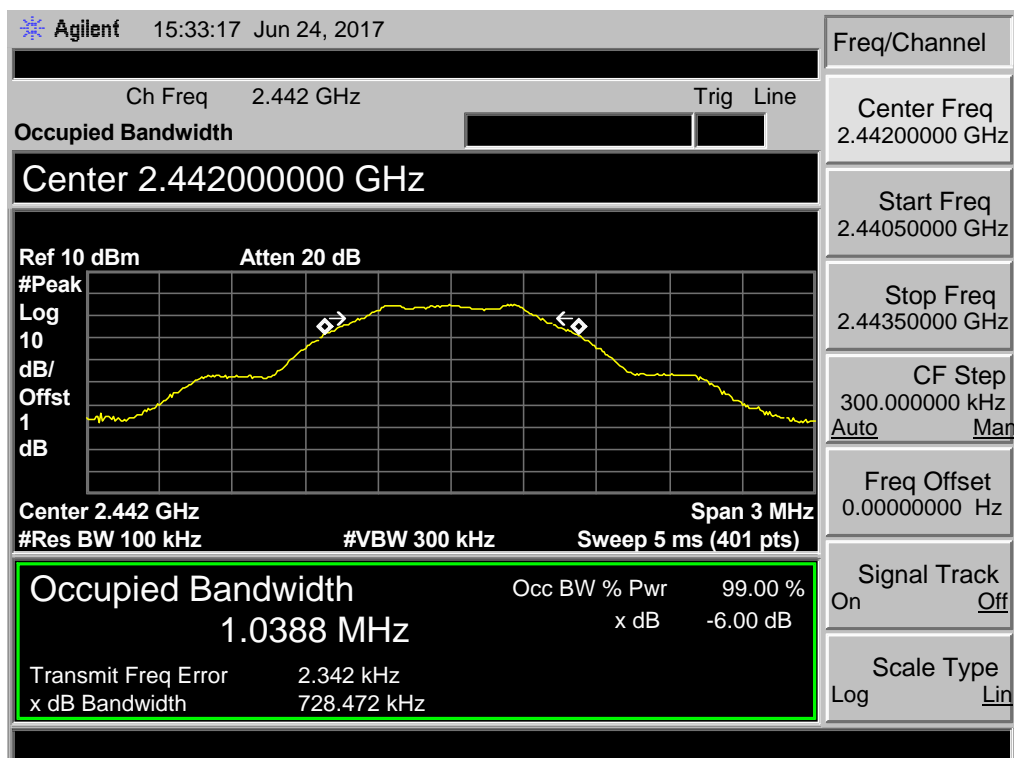 Agilent 15:33:17 Jun 24, 2017
Ch Freq 2.442 GHz Trig Line
Occupied Bandwidth
Center 2.442000000 GHz
Ref 10 dBm Atten 20 dB
#Peak
Log
10
dB/
Offst
1
dB
Center 2.442 GHz Span 3 MHz
#Res BW 100 kHz #VBW 300 kHz Sweep 5 ms (401 pts)
Occupied Bandwidth
1.0388 MHz
Occ BW % Pwr 99.00 %
x dB -6.00 dB
Transmit Freq Error 2.342 kHz
x dB Bandwidth 728.472 kHz
Freq/Channel
Center Freq
2.44200000 GHz
Start Freq
2.44050000 GHz
Stop Freq
2.44350000 GHz
CF Step
300.000000 kHz
Auto Man
Freq Offset
0.00000000 Hz
Signal Track
On Off
Scale Type
Log Lin